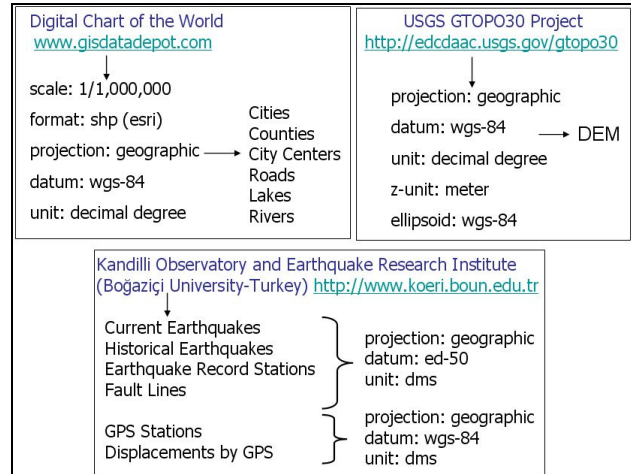 Digital Chart of the World
www.gisdatadepot.com
scale: 1/1,000,000
format: shp (esri)
projection: geographic
datum: wgs-84
unit: decimal degree
Cities
Counties
City Centers
Roads
Lakes
Rivers
USGS GTOPO30 Project
http://edcdaac.usgs.gov/gtopo30
projection: geographic
datum: wgs-84
unit: decimal degree
z-unit: meter
ellipsoid: wgs-84
DEM
Kandilli Observatory and Earthquake Research Institute
(Boğaziçi University-Turkey) http://www.koeri.boun.edu.tr
Current Earthquakes
Historical Earthquakes
Earthquake Record Stations
Fault Lines
projection: geographic
datum: ed-50
unit: dms
GPS Stations
Displacements by GPS
projection: geographic
datum: wgs-84
unit: dms